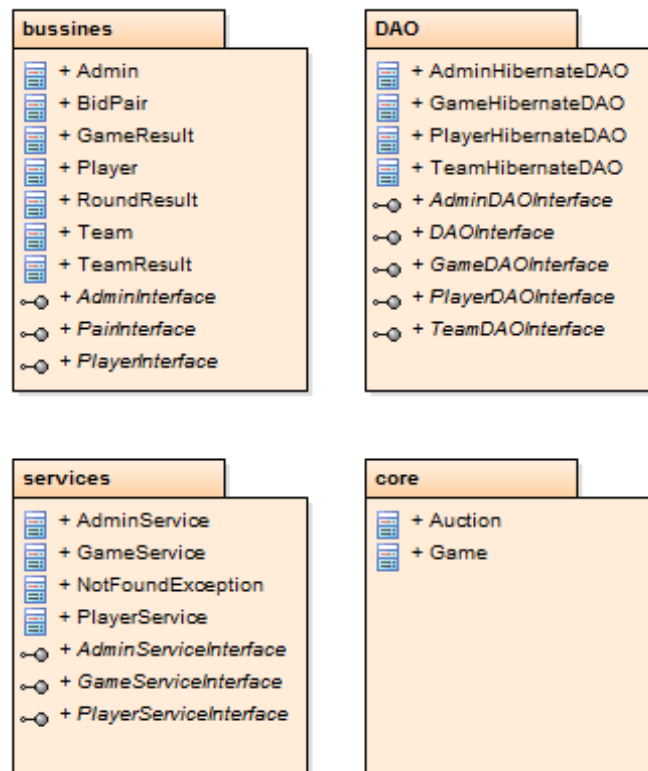 bussines
+ Admin
+ BidPair
+ GameResult
+ Player
+ RoundResult
+ Team
+ TeamResult
+ AdminInterface
+ PairInterface
+ PlayerInterface
DAO
+ AdminHibernateDAO
+ GameHibernateDAO
+ PlayerHibernateDAO
+ TeamHibernateDAO
+ AdminDAOInterface
+ DAOInterface
+ GameDAOInterface
+ PlayerDAOInterface
+ TeamDAOInterface
services
+ AdminService
+ GameService
+ NotFoundException
+ PlayerService
+ AdminServiceInterface
+ GameServiceInterface
+ PlayerServiceInterface
core
+ Auction
+ Game